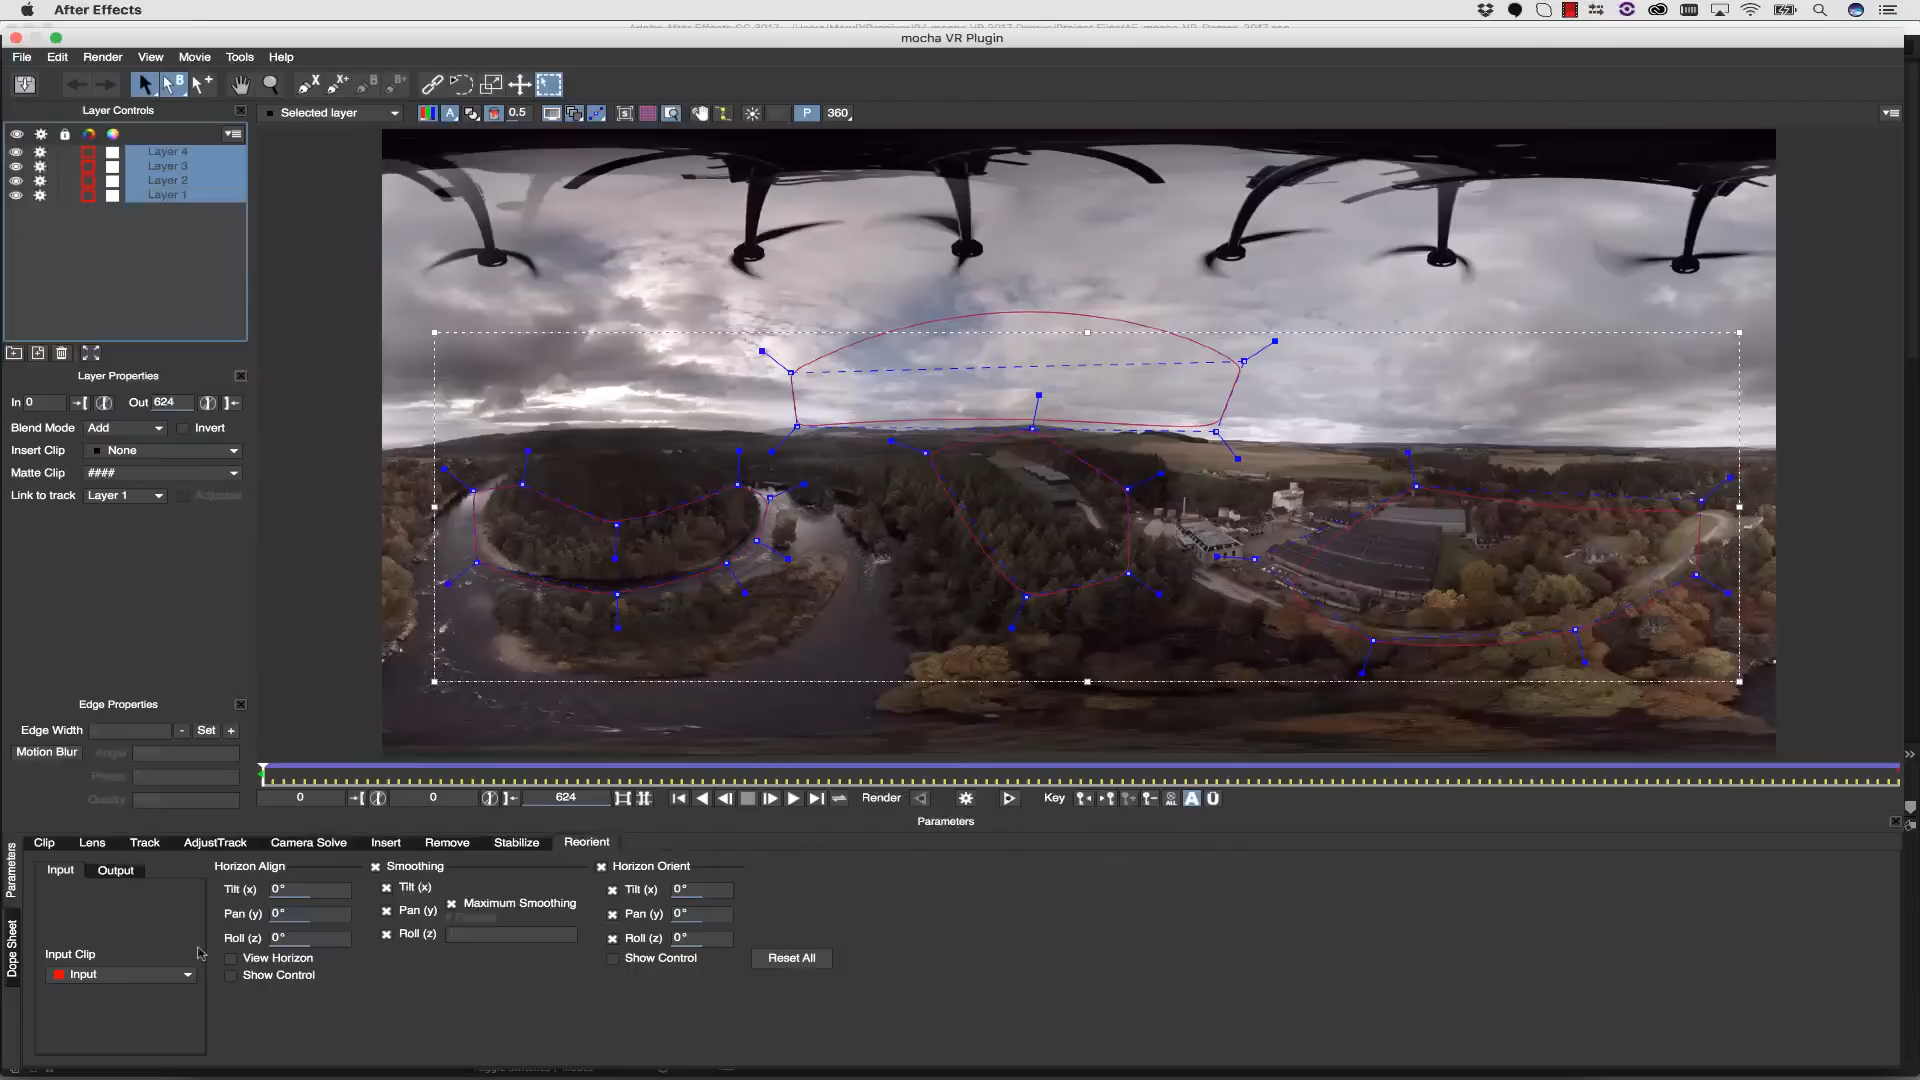 After Effects
mocha VR Plugin
File Edit Render View Movie Tools Help
Layer Controls
Selected layer
0.5
P
360
Layer 4
Layer 3
Layer 2
Layer 1
Layer Properties
In 0
Out 624
Blend Mode Add
Invert
Insert Clip None
Matte Clip ####
Link to track Layer 1
Adjusted
Edge Properties
Edge Width
- Set +
Motion Blur
Angle
Phase
Quality
0
0
624
Render
Key
Parameters
Parameters
Dope Sheet
Clip Lens Track AdjustTrack Camera Solve Insert Remove Stabilize Reorient
Input Output
Input Clip
Input
Horizon Align
Tilt (x) 0°
Pan (y) 0°
Roll (z) 0°
View Horizon
Show Control
Smoothing
Tilt (x)
Pan (y)
Roll (z)
Maximum Smoothing
# Frames
Horizon Orient
Tilt (x) 0°
Pan (y) 0°
Roll (z) 0°
Show Control
Reset All